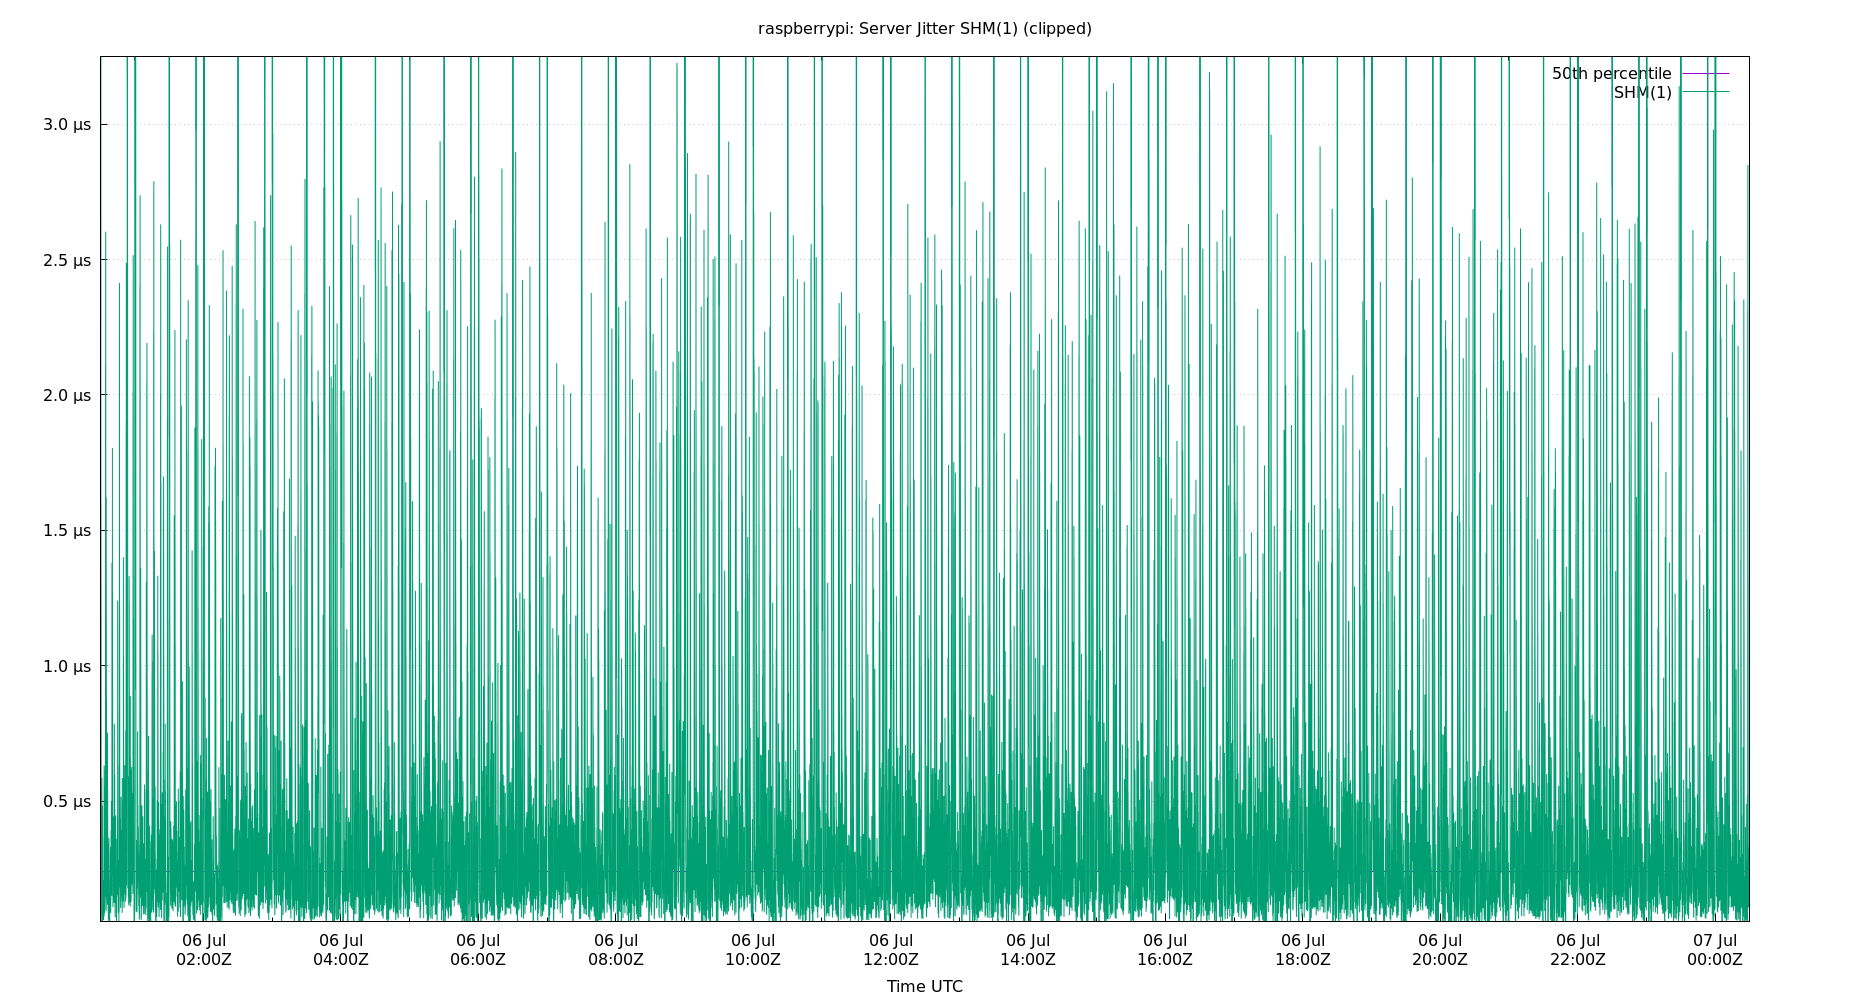 raspberrypi: Server Jitter SHM(1) (clipped)
50th percentile
SHM(1)
3.0 μs
2.5 μs
2.0 μs
1.5 μs
1.0 μs
0.5 μs
06 Jul 06 Jul 06 Jul 06 Jul 06 Jul 06 Jul 06 Jul 06 Jul 06 Jul 06 Jul 06 Jul 07 Jul
02:00Z 04:00Z 06:00Z 08:00Z 10:00Z 12:00Z 14:00Z 16:00Z 18:00Z 20:00Z 22:00Z 00:00Z
Time UTC